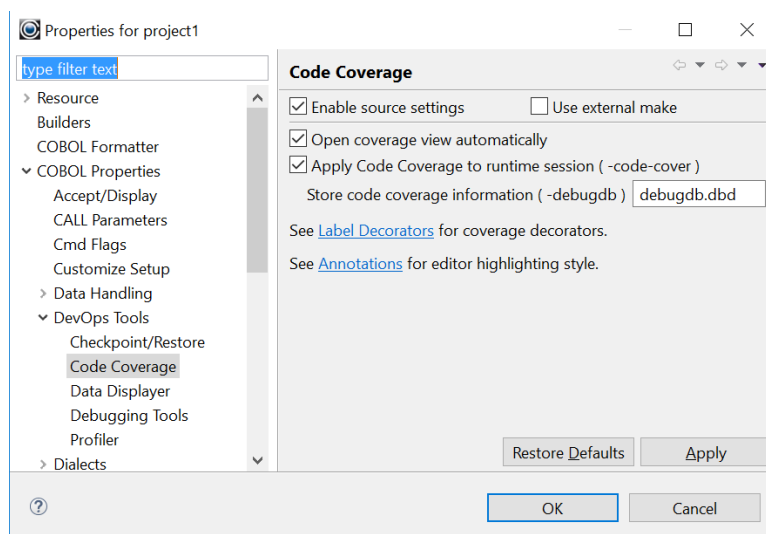 Properties for project1
type filter text
Resource
Builders
COBOL Formatter
COBOL Properties
Accept/Display
CALL Parameters
Cmd Flags
Customize Setup
Data Handling
DevOps Tools
Checkpoint/Restore
Code Coverage
Data Displayer
Debugging Tools
Profiler
Dialects
Code Coverage
Enable source settings Use external make
Open coverage view automatically
Apply Code Coverage to runtime session ( -code-cover )
Store code coverage information ( -debugdb ) debugdb.dbd
See Label Decorators for coverage decorators.
See Annotations for editor highlighting style.
Restore Defaults Apply
OK Cancel